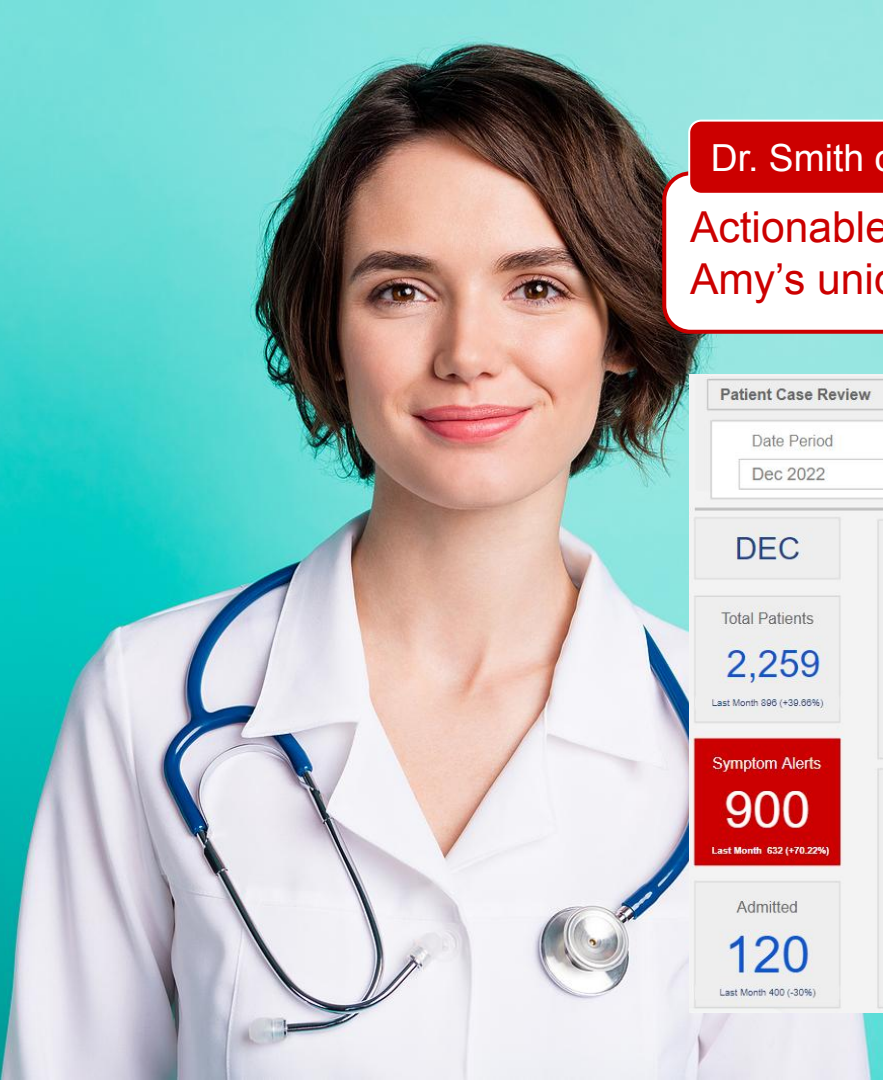 Dr. Smith
Actionable
Amy's
Patient Case Review
Date Period
Dec 2022
DEC
Total Patients
2,259
Last Month 896 (+39.66%)
Symptom Alerts
900
Last Month 632 (+70.22%)
Admitted
120
Last Month 400 (-30%)